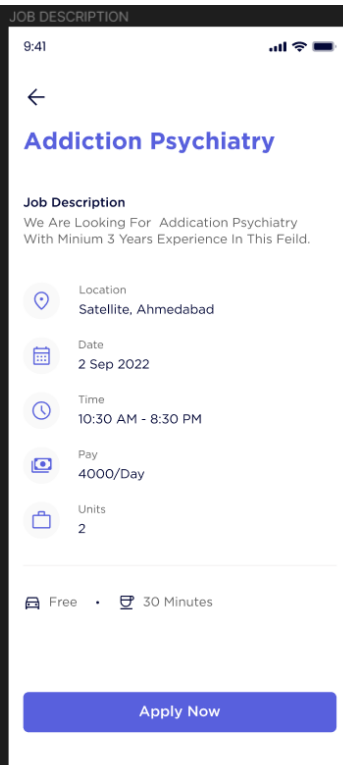 JOB DESCRIPTION
9:41
Addiction Psychiatry
Job Description
We Are Looking For Addication Psychiatry
With Minium 3 Years Experience In This Feild.
Location
Satellite, Ahmedabad
Date
2 Sep 2022
Time
10:30 AM - 8:30 PM
Pay
4000/Day
Units
2
Free • 30 Minutes
Apply Now